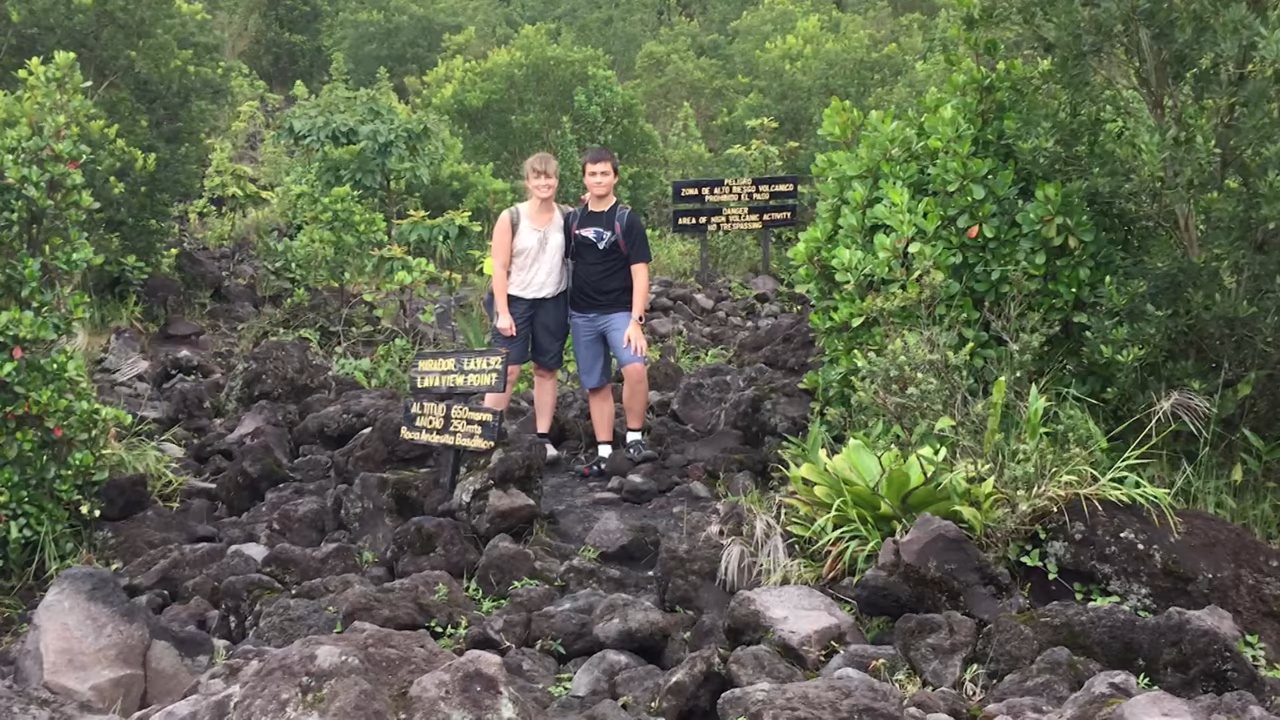 PELIGRO
ZONA DE ALTO RIESGO VOLCANICO
PROHIBIDO EL PASO
DANGER
AREA OF HIGH VOLCANIC ACTIVITY
NO TRESPASSING
MIRADOR LAVA 92
LAVA VIEW POINT
ALTITUD 650msnm
ANCHO 250mts
Roca Andesita Basaltica